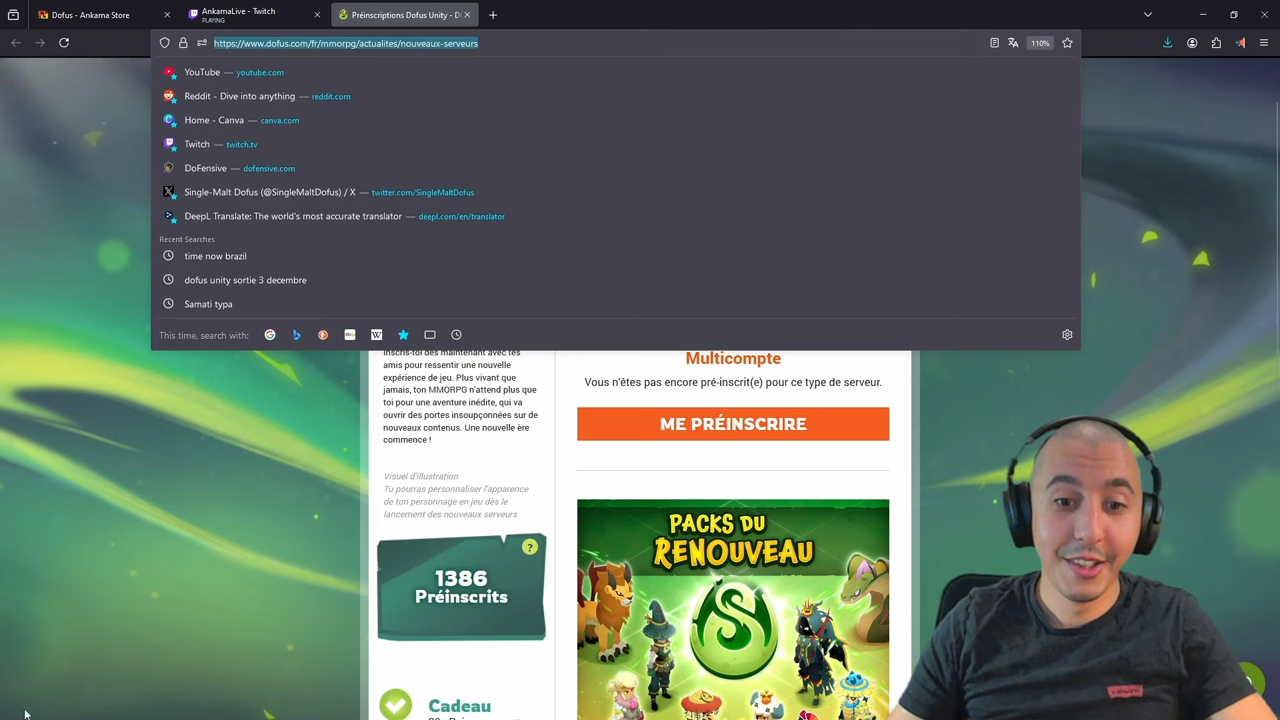 Dofus - Ankama Store
AnkamaLive - Twitch
PLAYING
Préinscriptions Dofus Unity - D
https://www.dofus.com/fr/mmorpg/actualites/nouveaux-serveurs
110%
YouTube — youtube.com
Reddit - Dive into anything — reddit.com
Home - Canva — canva.com
Twitch — twitch.tv
DoFensive — dofensive.com
Single-Malt Dofus (@SingleMaltDofus) / X — twitter.com/SingleMaltDofus
DeepL Translate: The world's most accurate translator — deepl.com/en/translator
Recent Searches
time now brazil
dofus unity sortie 3 decembre
Samati typa
This time, search with:
inscris-toi dès maintenant avec tes
amis pour ressentir une nouvelle
expérience de jeu. Plus vivant que
jamais, ton MMORPG n'attend plus que
toi pour une aventure inédite, qui va
ouvrir des portes insoupçonnées sur de
nouveaux contenus. Une nouvelle ère
commence !
Visuel d'illustration
Tu pourras personnaliser l'apparence
de ton personnage en jeu dès le
lancement des nouveaux serveurs
?
1386
Préinscrits
Cadeau
Multicompte
Vous n'êtes pas encore pré-inscrit(e) pour ce type de serveur.
ME PRÉINSCRIRE
PACKS DU
RENOUVEAU